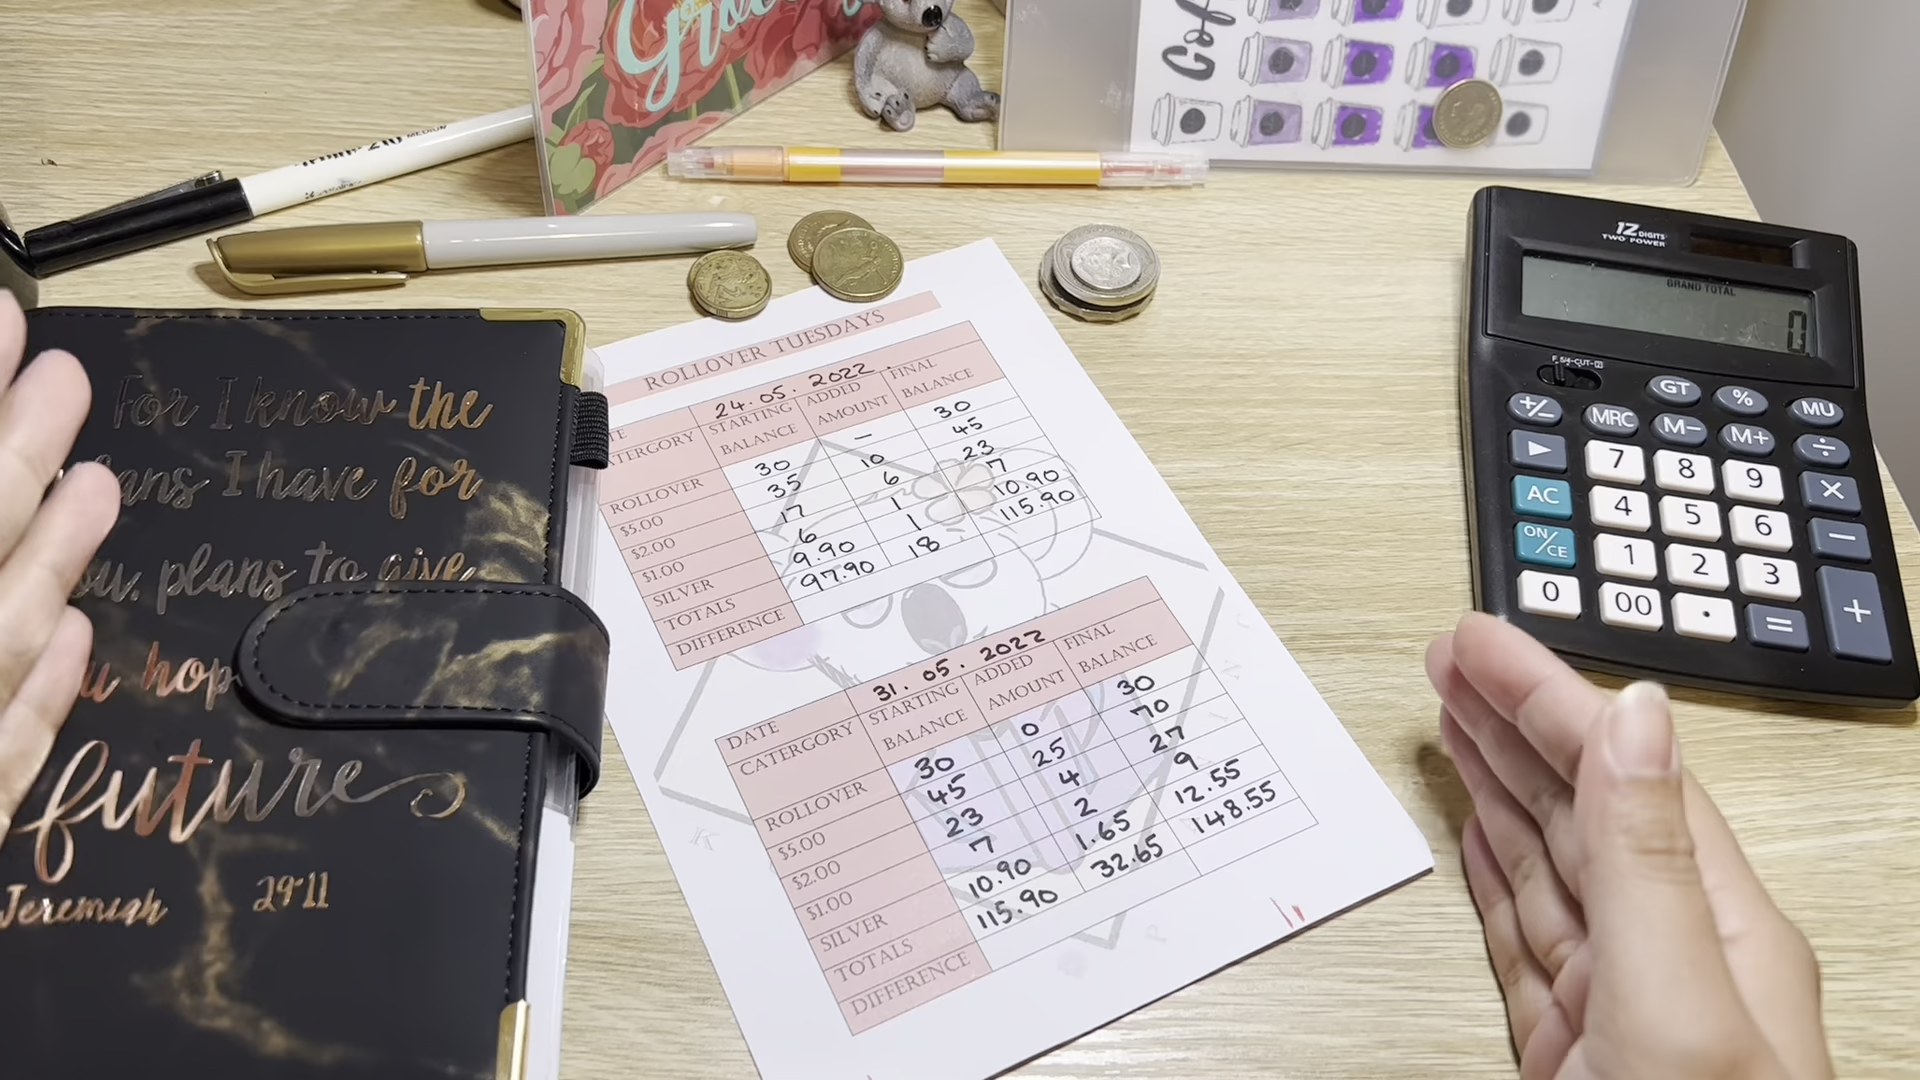 MEDIUM
12 DIGITS
TWO POWER
GRAND TOTAL
0
GT % MU
+/- MRC M- M+ ÷
▶ 7 8 9 ×
AC 4 5 6 −
ON/CE 1 2 3 +
0 00 . =
For I know the
I have for
plans to give
future
Jeremiah 29:11
ROLLOVER TUESDAYS
24.05.2022.
CATERGORY STARTING BALANCE ADDED AMOUNT FINAL BALANCE
ROLLOVER 30 – 30
$5.00 35 10 45
$2.00 17 6 23
$1.00 6 1 7
SILVER 9.90 1 10.90
TOTALS 97.90 18 115.90
DIFFERENCE
DATE 31.05.2022
CATERGORY STARTING BALANCE ADDED AMOUNT FINAL BALANCE
ROLLOVER 30 0 30
$5.00 45 25 70
$2.00 23 4 27
$1.00 7 2 9
SILVER 10.90 1.65 12.55
TOTALS 115.90 32.65 148.55
DIFFERENCE